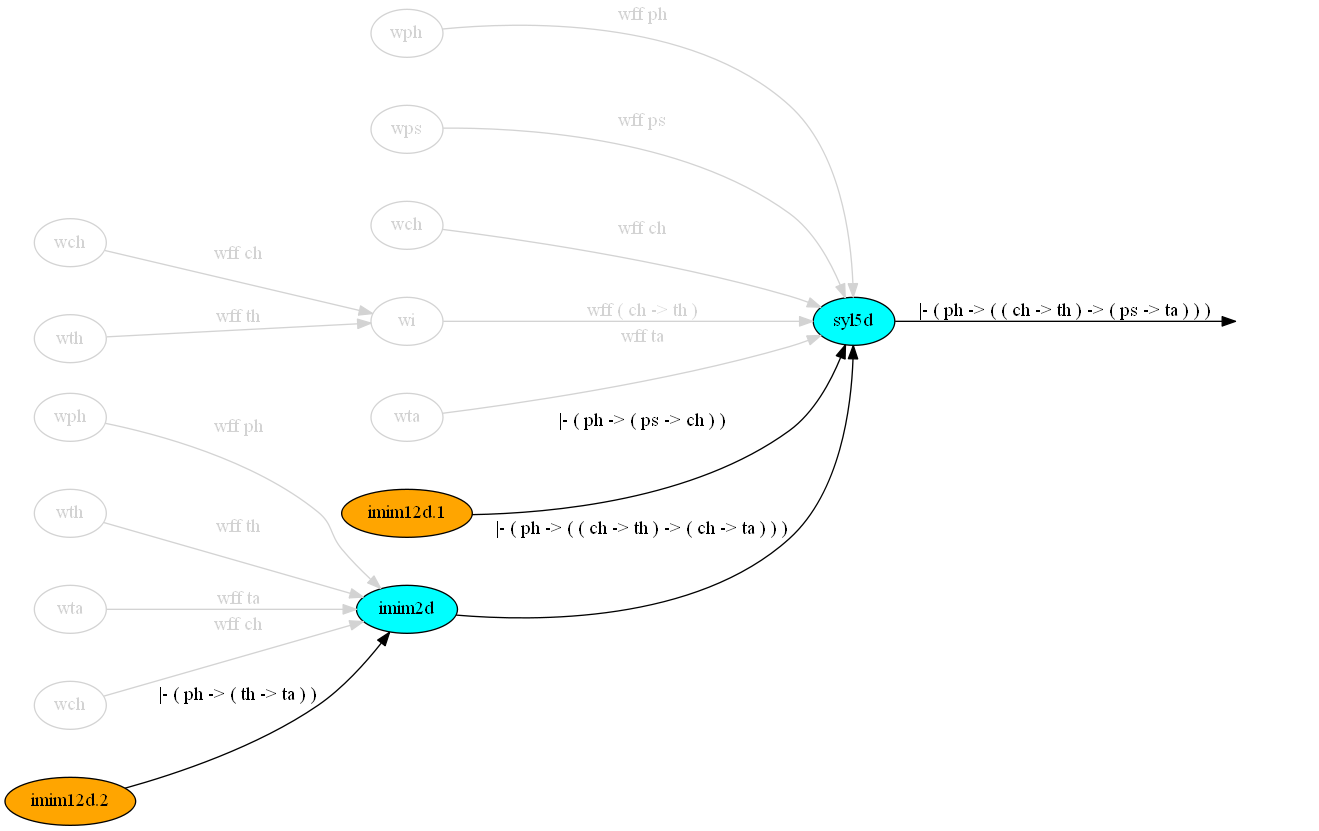 wph
wff ph
wps
wff ps
wch
wff ch
wch
wff ch
wth
wff th
wi
wff ( ch -> th )
wff ta
syl5d
|- ( ph -> ( ( ch -> th ) -> ( ps -> ta ) ) )
wta
wph
wff ph
|- ( ph -> ( ps -> ch ) )
imim12d.1
wth
wff th
|- ( ph -> ( ( ch -> th ) -> ( ch -> ta ) ) )
wta
wff ta
imim2d
wff ch
wch
|- ( ph -> ( th -> ta ) )
imim12d.2